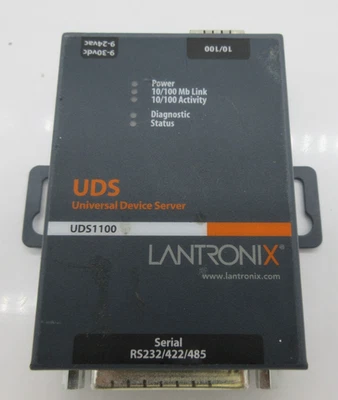 9-30vdc
9-24vac
10/100
Power
10/100 Mb Link
10/100 Activity
Diagnostic
Status
UDS
Universal Device Server
UDS1100
LANTRONIX®
www.lantronix.com
Serial
RS232/422/485